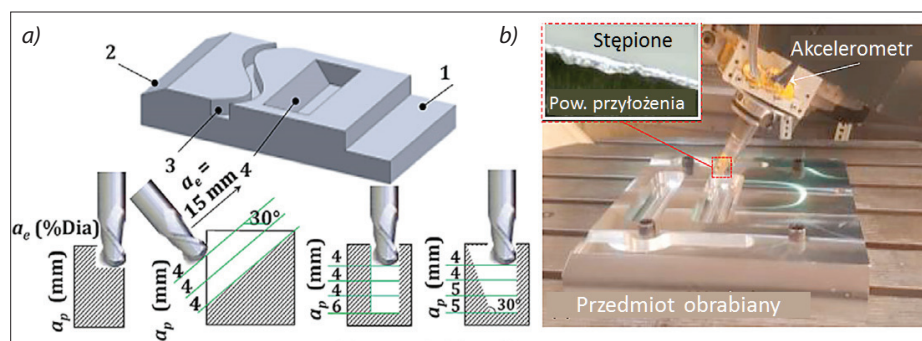 a)
2
1
3
4
a_e =
15 mm
a_e (%Dia)
a_p (mm)
a_p (mm)
4
4
4
30°
a_p (mm)
4
4
4
6
a_p (mm)
4
4
5
5
30°
b)
Stępione
Pow. przyłożenia
Akcelerometr
Przedmiot obrabiany